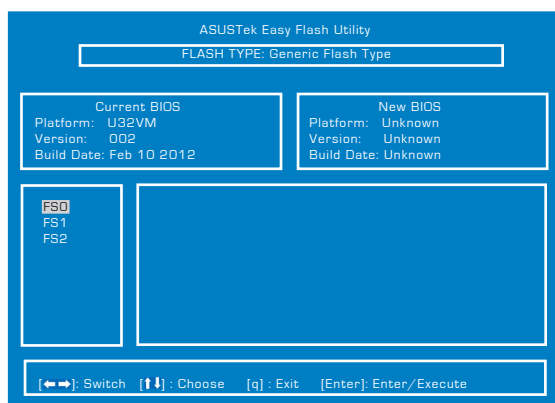 ASUSTek Easy Flash Utility
FLASH TYPE: Generic Flash Type
Current BIOS
Platform: U32VM
Version: 002
Build Date: Feb 10 2012
New BIOS
Platform: Unknown
Version: Unknown
Build Date: Unknown
FS0
FS1
FS2
[⬅➡]: Switch [⬆⬇] : Choose [q] : Exit [Enter]: Enter/Execute